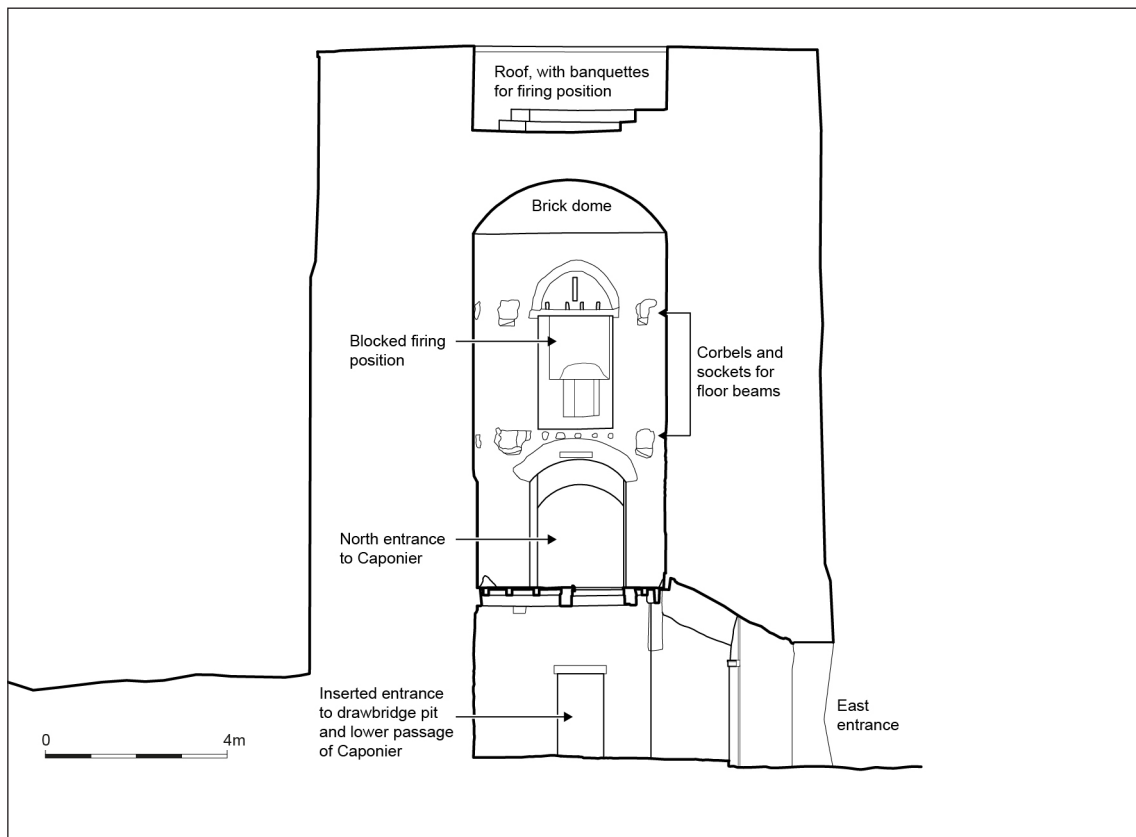 Roof, with banquettes
for firing position
Brick dome
Blocked firing
position
Corbels and
sockets for
floor beams
North entrance
to Caponier
Inserted entrance
to drawbridge pit
and lower passage
of Caponier
East
entrance
0 4m